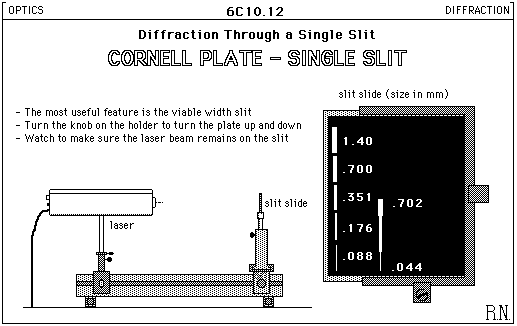 OPTICS 6C10.12 DIFFRACTION
Diffraction Through a Single Slit
CORNELL PLATE - SINGLE SLIT
- The most useful feature is the viable width slit
- Turn the knob on the holder to turn the plate up and down
- Watch to make sure the laser beam remains on the slit
slit slide (size in mm)
1.40
.700
.351
.702
.176
.088
.044
slit slide
laser
R.N.